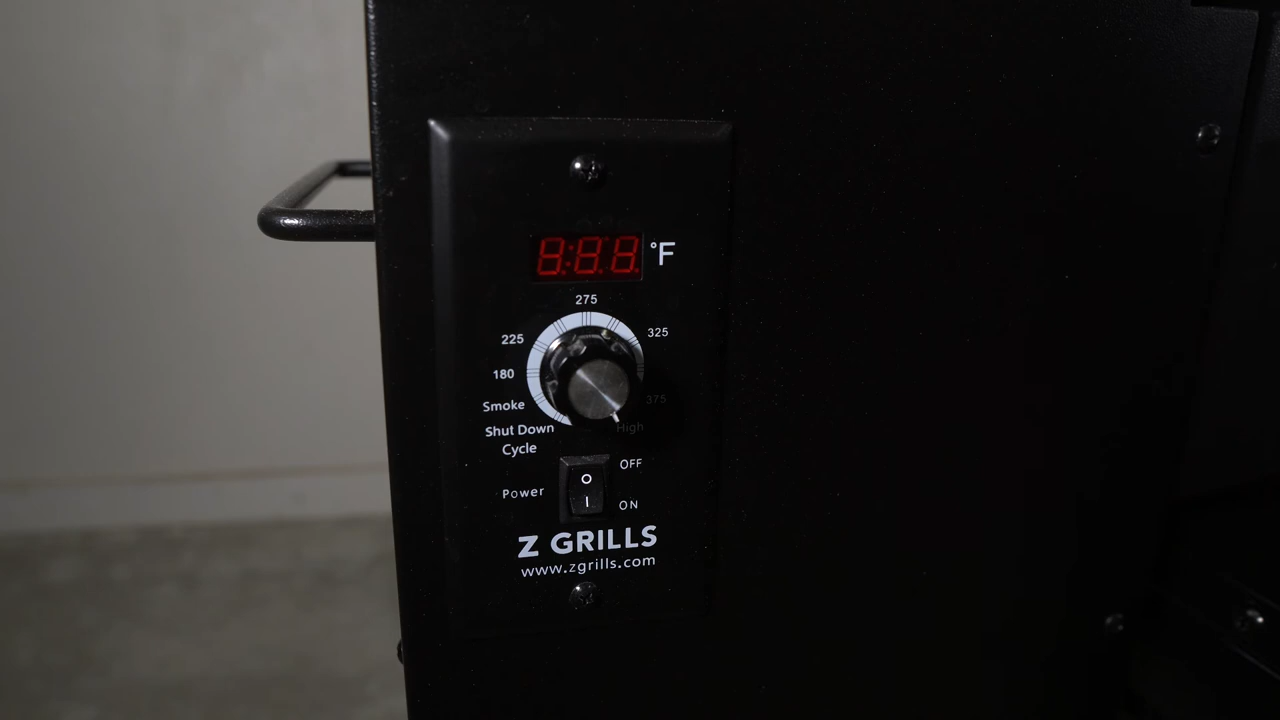 8:8.8. °F
275
225
325
180
375
Smoke
Shut Down
High
Cycle
OFF
O
Power
I
ON
Z GRILLS
www.zgrills.com